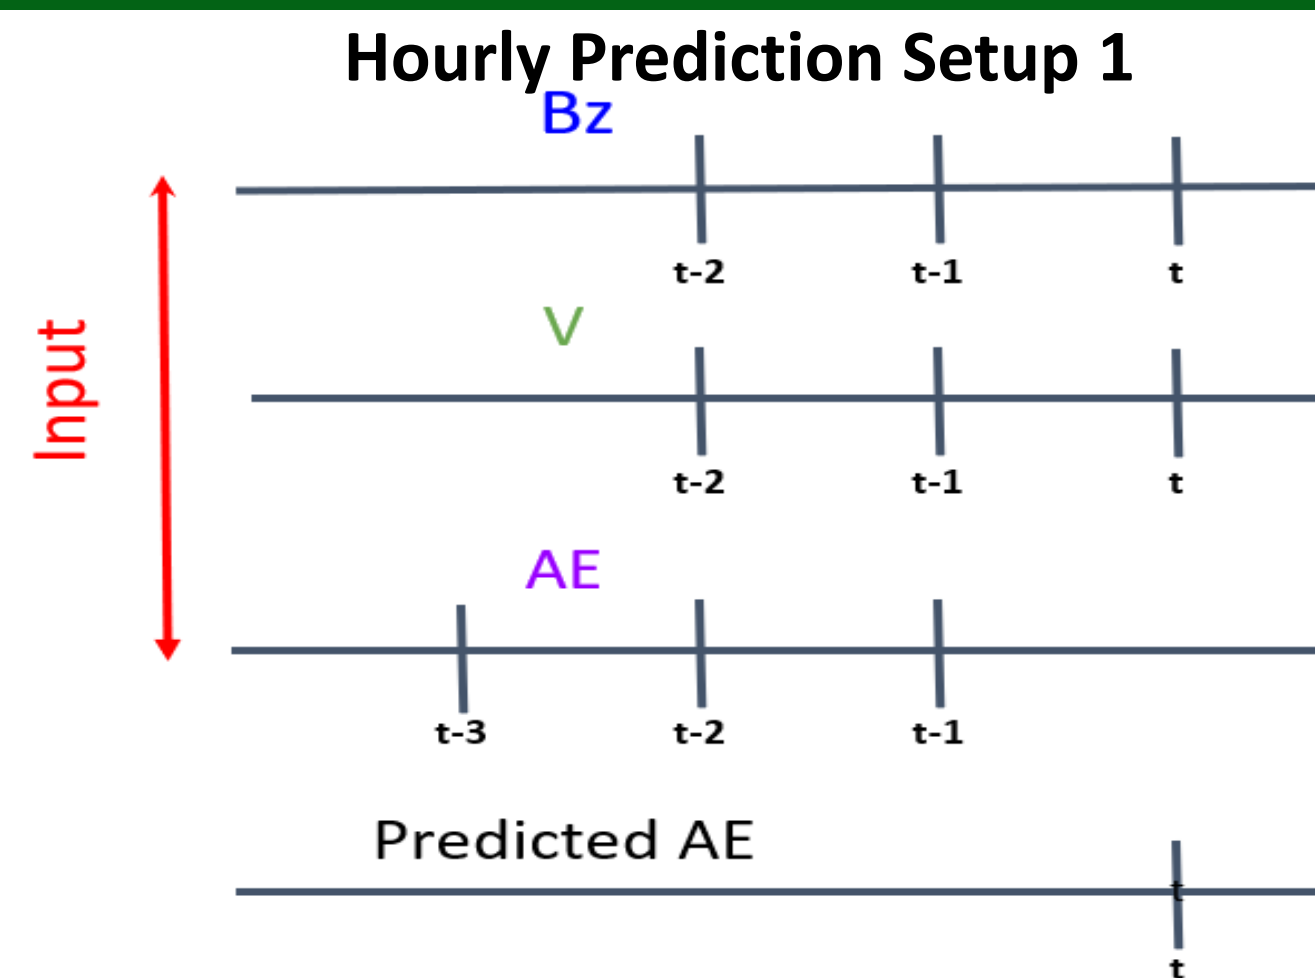 Hourly Prediction Setup 1
Bz
t-2 t-1 t
Input
V
t-2 t-1 t
AE
t-3 t-2 t-1
Predicted AE
t
t